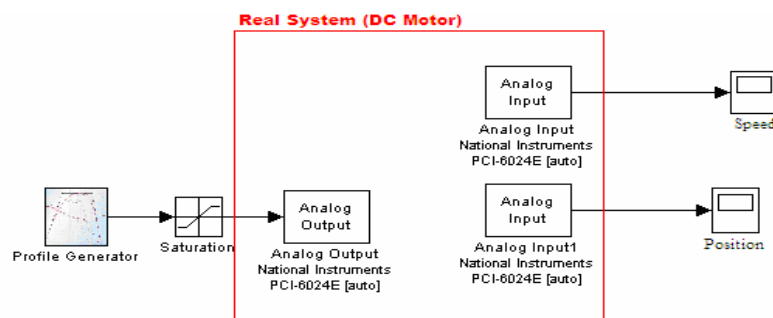 Real System (DC Motor)
Analog
Input
Analog Input
National Instruments
PCI-6024E [auto]
Speed
Profile Generator
Saturation
Analog
Output
Analog Output
National Instruments
PCI-6024E [auto]
Analog
Input
Analog Input1
National Instruments
PCI-6024E [auto]
Position